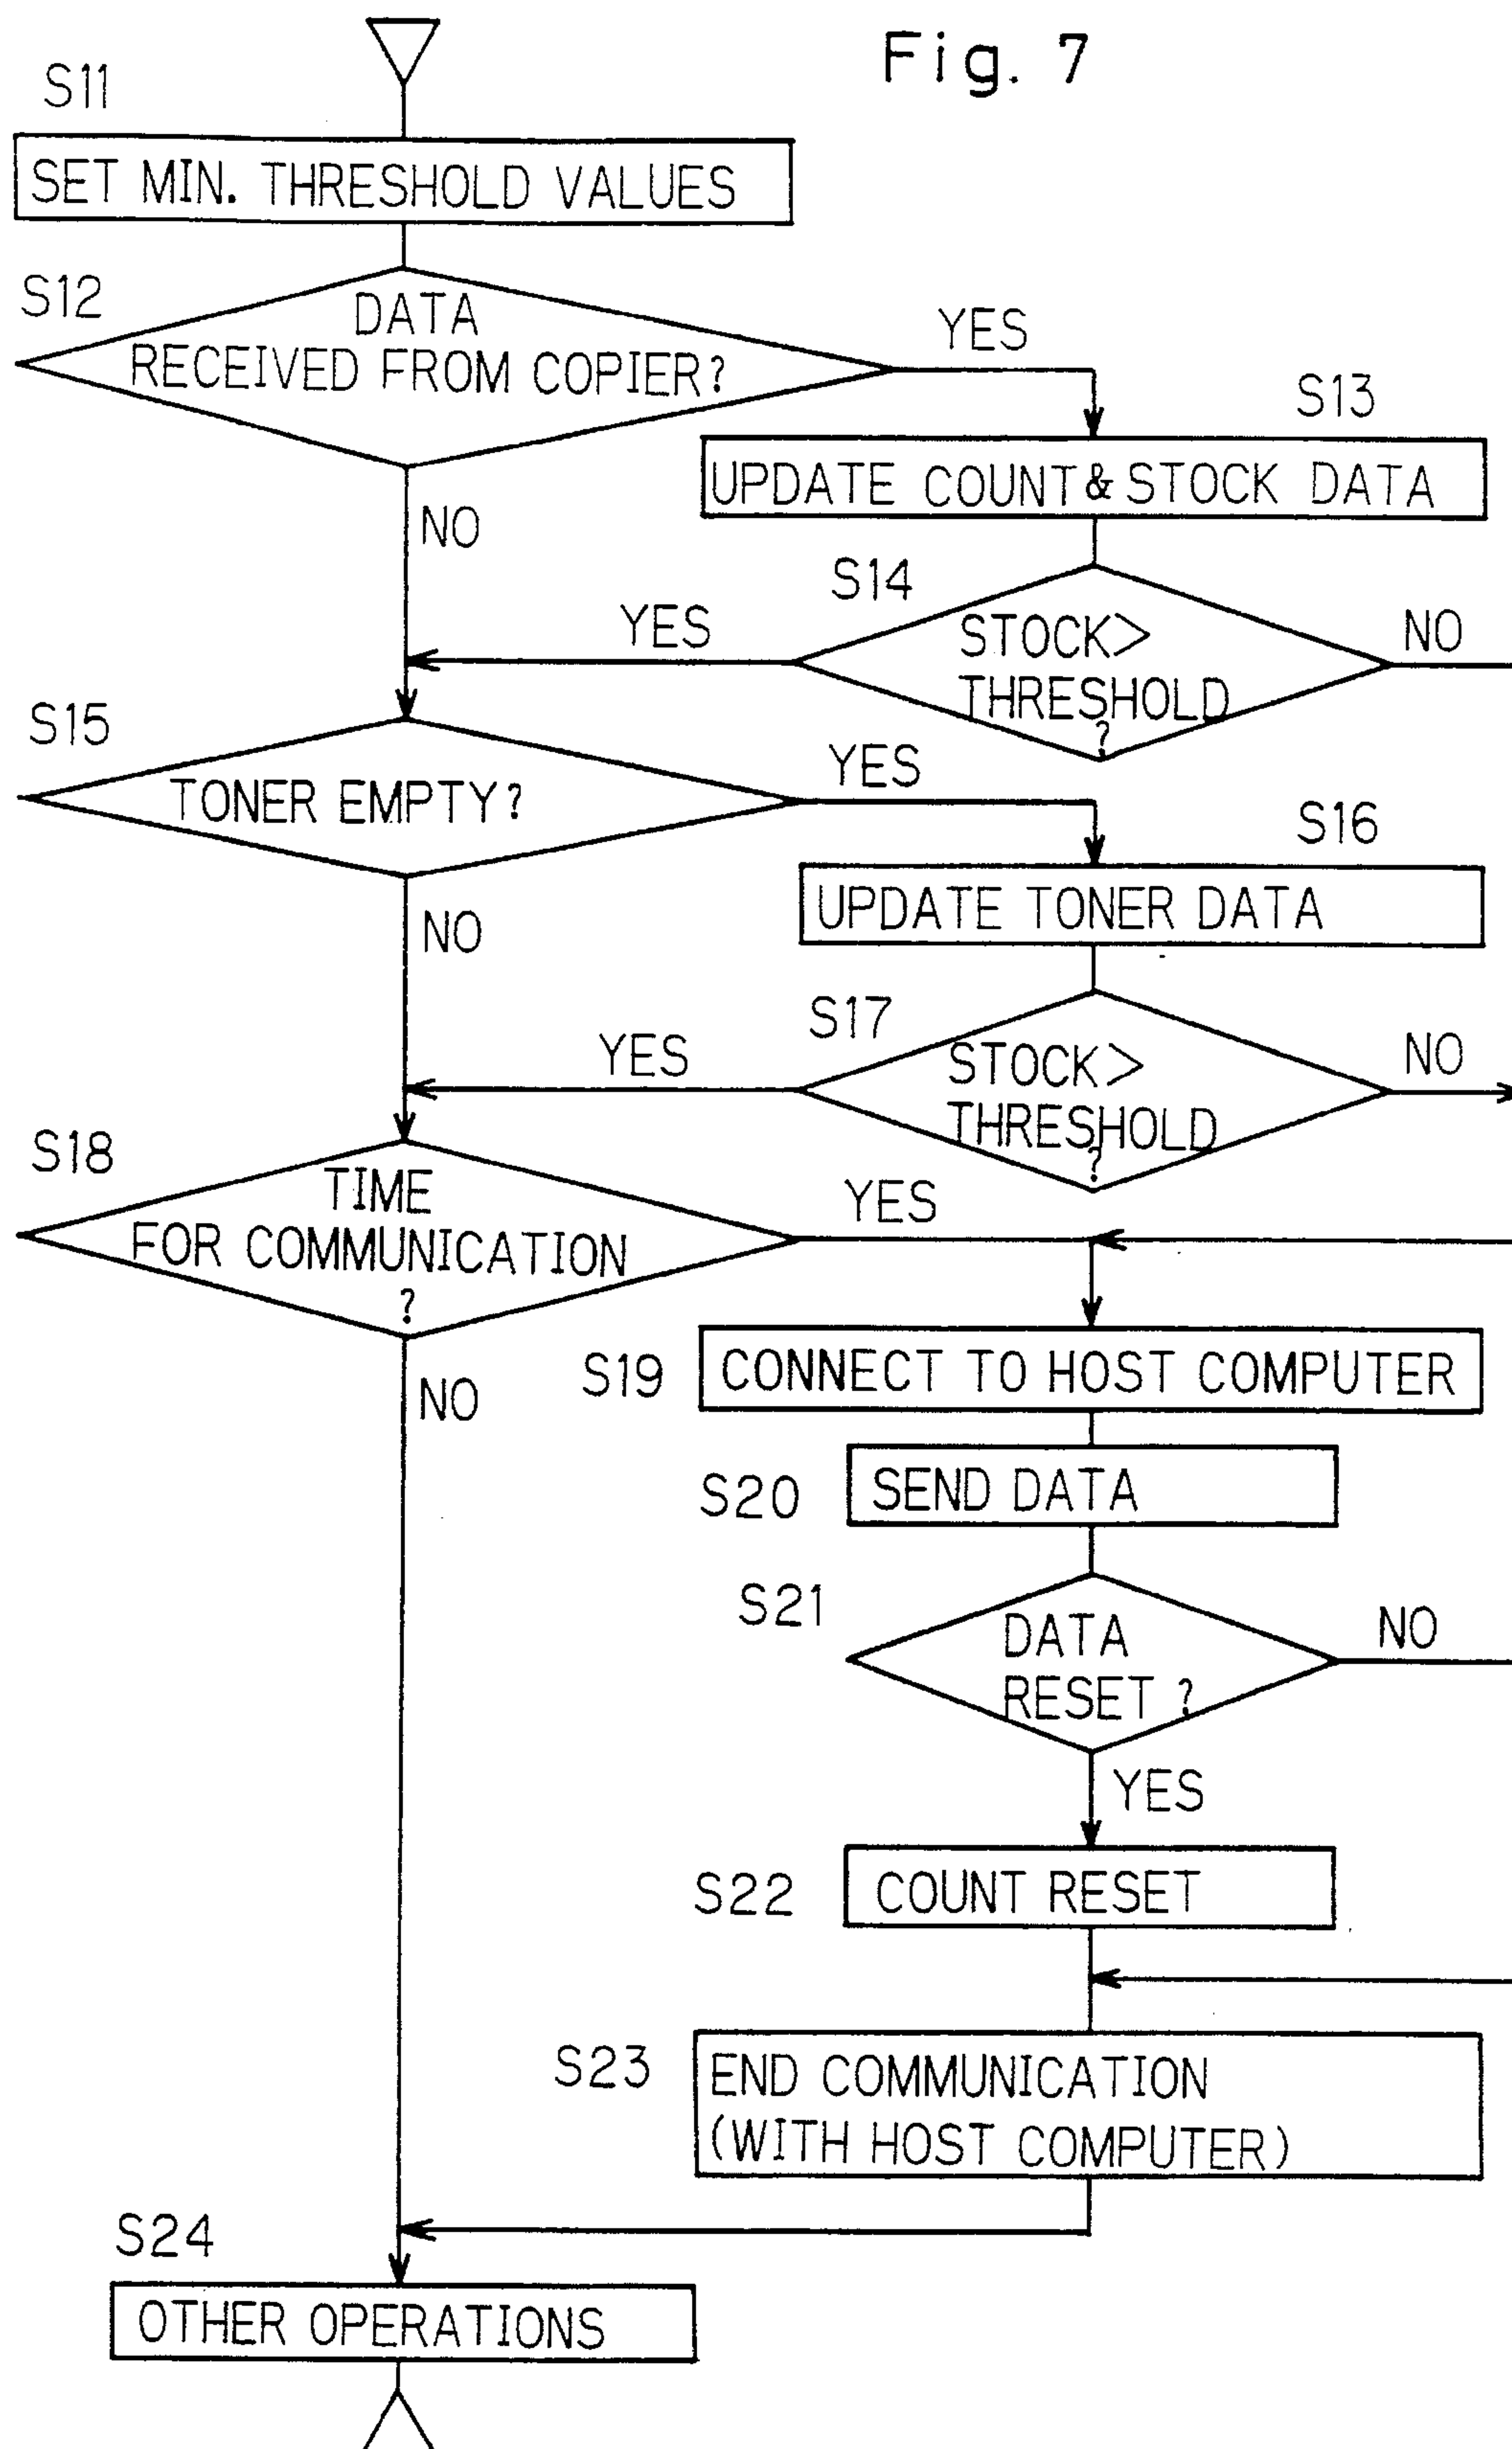 Fig. 7
S11
SET MIN. THRESHOLD VALUES
S12
DATA
RECEIVED FROM COPIER?
YES
NO
S13
UPDATE COUNT & STOCK DATA
S14
STOCK>
THRESHOLD
?
YES
NO
S15
TONER EMPTY?
YES
NO
S16
UPDATE TONER DATA
S17
STOCK>
THRESHOLD
?
YES
NO
S18
TIME
FOR COMMUNICATION
?
YES
NO
S19
CONNECT TO HOST COMPUTER
S20
SEND DATA
S21
DATA
RESET ?
NO
YES
S22
COUNT RESET
S23
END COMMUNICATION
(WITH HOST COMPUTER)
S24
OTHER OPERATIONS